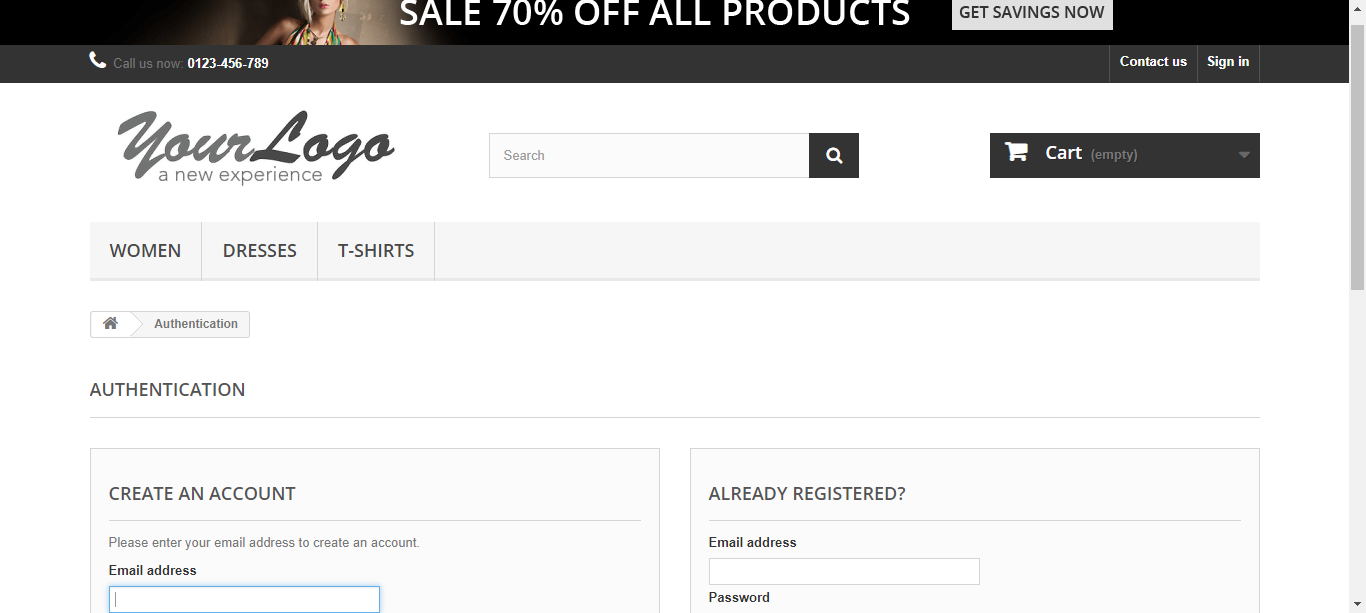 SALE 70% OFF ALL PRODUCTS
GET SAVINGS NOW
Call us now: 0123-456-789
Contact us
Sign in
YourLogo
a new experience
Search
Cart (empty)
WOMEN
DRESSES
T-SHIRTS
Authentication
AUTHENTICATION
CREATE AN ACCOUNT
Please enter your email address to create an account.
Email address
ALREADY REGISTERED?
Email address
Password